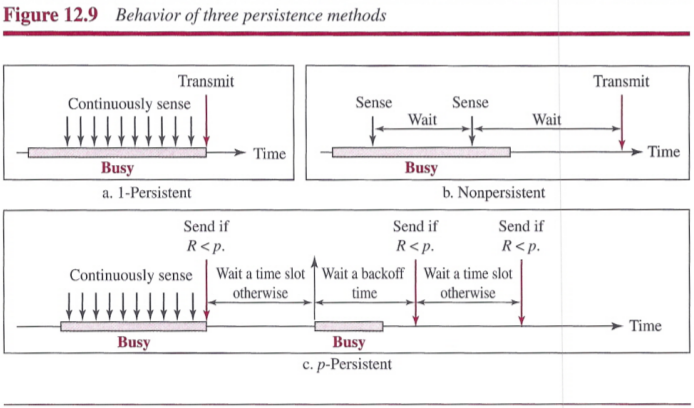 Figure 12.9 Behavior of three persistence methods
Transmit
Continuously sense
Time
Busy
a. 1-Persistent
Transmit
Sense
Sense
Wait
Wait
Time
Busy
b. Nonpersistent
Send if
R < p.
Send if
R < p.
Send if
R < p.
Continuously sense
Wait a time slot
otherwise
Wait a backoff
time
Wait a time slot
otherwise
Time
Busy
Busy
c. p-Persistent